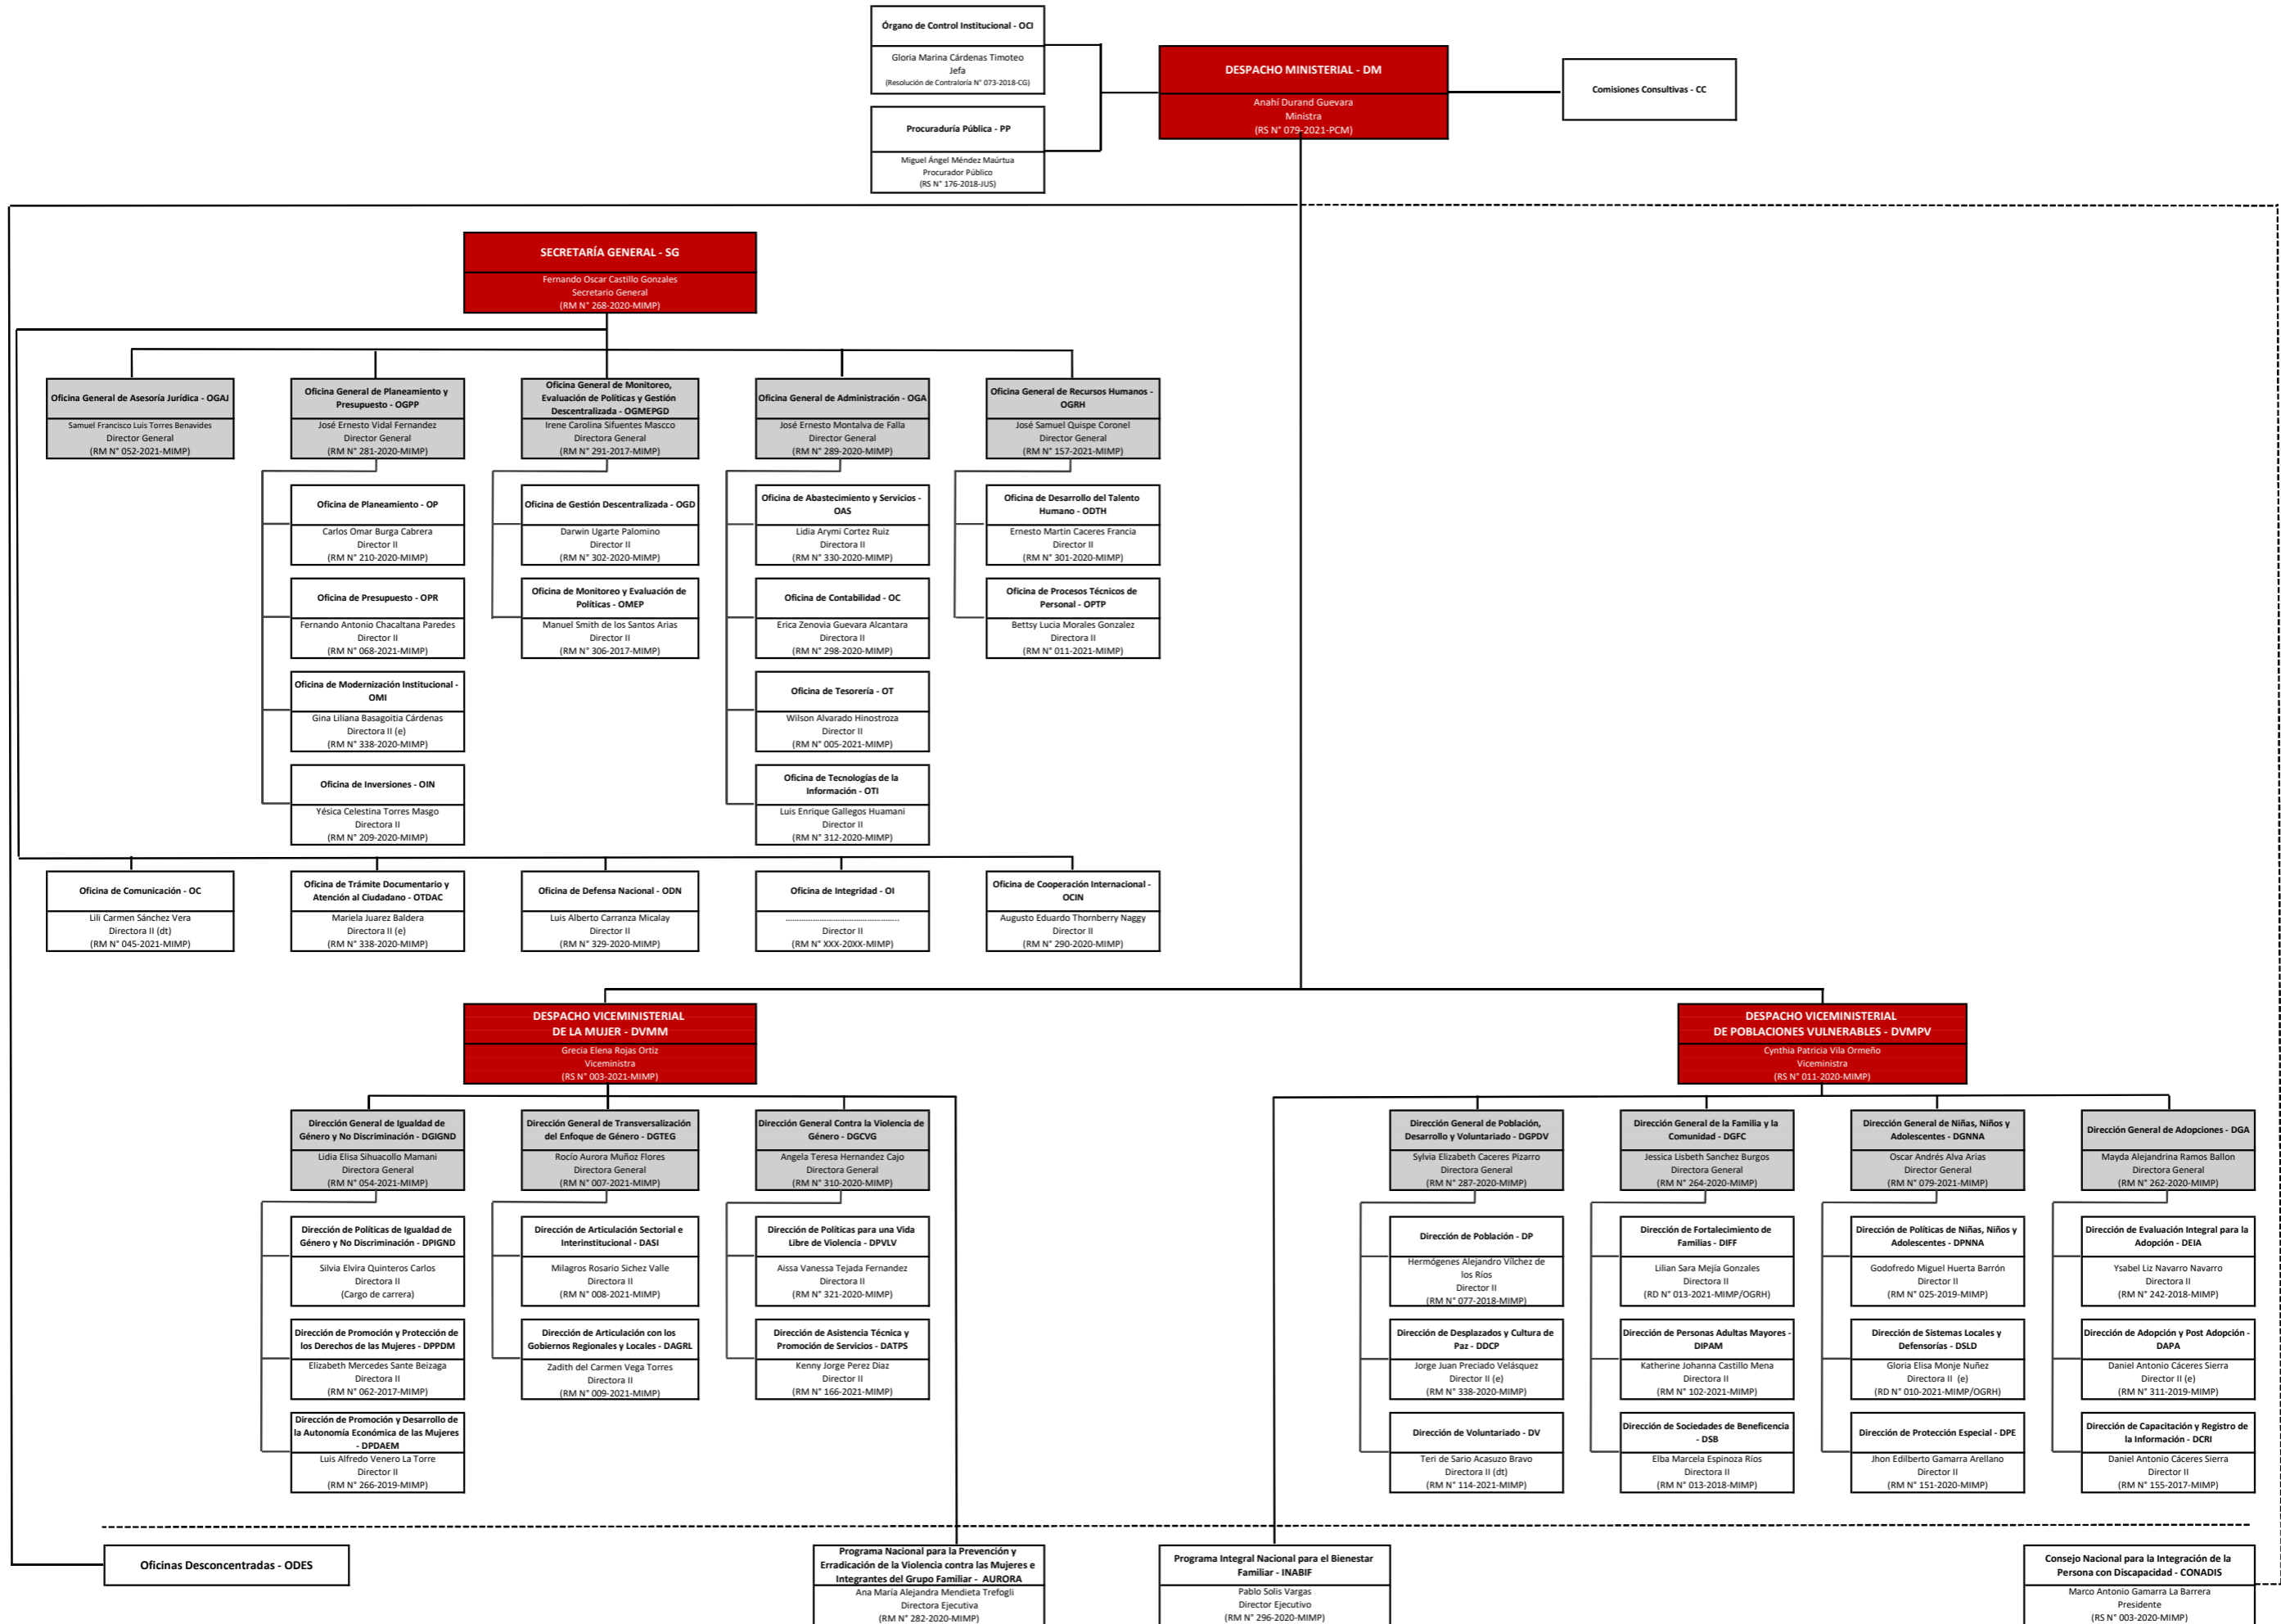 Órgano de Control Institucional - OCI
Gloria Marina Cárdenas Timoteo
Jefa
(Resolución de Contraloría N° 073-2018-CG)
DESPACHO MINISTERIAL - DM
Anahí Durand Guevara
Ministra
(RS N° 079-2021-PCM)
Comisiones Consultivas - CC
Procuraduría Pública - PP
Miguel Ángel Méndez Maúrtua
Procurador Público
(RS N° 176-2018-JUS)
SECRETARÍA GENERAL - SG
Fernando Oscar Castillo Gonzales
Secretario General
(RM N° 268-2020-MIMP)
Oficina General de Asesoría Jurídica - OGAJ
Samuel Francisco Luis Torres Benavides
Director General
(RM N° 052-2021-MIMP)
Oficina General de Planeamiento y
Presupuesto - OGPP
José Ernesto Vidal Fernandez
Director General
(RM N° 281-2020-MIMP)
Oficina General de Monitoreo,
Evaluación de Políticas y Gestión
Descentralizada - OGMEPGD
Irene Carolina Sifuentes Mascco
Directora General
(RM N° 291-2017-MIMP)
Oficina General de Administración - OGA
José Ernesto Montalva de Falla
Director General
(RM N° 289-2020-MIMP)
Oficina General de Recursos Humanos -
OGRH
José Samuel Quispe Coronel
Director General
(RM N° 157-2021-MIMP)
Oficina de Planeamiento - OP
Carlos Omar Burga Cabrera
Director II
(RM N° 210-2020-MIMP)
Oficina de Gestión Descentralizada - OGD
Darwin Ugarte Palomino
Director II
(RM N° 302-2020-MIMP)
Oficina de Abastecimiento y Servicios -
OAS
Lidia Arymi Cortez Ruiz
Directora II
(RM N° 330-2020-MIMP)
Oficina de Desarrollo del Talento
Humano - ODTH
Ernesto Martin Caceres Francia
Director II
(RM N° 301-2020-MIMP)
Oficina de Presupuesto - OPR
Fernando Antonio Chacaltana Paredes
Director II
(RM N° 068-2021-MIMP)
Oficina de Monitoreo y Evaluación de
Políticas - OMEP
Manuel Smith de los Santos Arias
Director II
(RM N° 306-2017-MIMP)
Oficina de Contabilidad - OC
Erica Zenovia Guevara Alcantara
Directora II
(RM N° 298-2020-MIMP)
Oficina de Procesos Técnicos de
Personal - OPTP
Bettsy Lucia Morales Gonzalez
Directora II
(RM N° 011-2021-MIMP)
Oficina de Modernización Institucional -
OMI
Gina Liliana Basagoitia Cárdenas
Directora II (e)
(RM N° 338-2020-MIMP)
Oficina de Tesorería - OT
Wilson Alvarado Hinostroza
Director II
(RM N° 005-2021-MIMP)
Oficina de Inversiones - OIN
Yésica Celestina Torres Masgo
Directora II
(RM N° 209-2020-MIMP)
Oficina de Tecnologías de la
Información - OTI
Luis Enrique Gallegos Huamani
Director II
(RM N° 312-2020-MIMP)
Oficina de Comunicación - OC
Lili Carmen Sánchez Vera
Directora II (dt)
(RM N° 045-2021-MIMP)
Oficina de Trámite Documentario y
Atención al Ciudadano - OTDAC
Mariela Juarez Baldera
Directora II (e)
(RM N° 338-2020-MIMP)
Oficina de Defensa Nacional - ODN
Luis Alberto Carranza Micalay
Director II
(RM N° 329-2020-MIMP)
Oficina de Integridad - OI
................................................
Director II
(RM N° XXX-20XX-MIMP)
Oficina de Cooperación Internacional -
OCIN
Augusto Eduardo Thornberry Naggy
Director II
(RM N° 290-2020-MIMP)
DESPACHO VICEMINISTERIAL
DE LA MUJER - DVMM
Grecia Elena Rojas Ortiz
Viceministra
(RS N° 003-2021-MIMP)
DESPACHO VICEMINISTERIAL
DE POBLACIONES VULNERABLES - DVMPV
Cynthia Patricia Vila Ormeño
Viceministra
(RS N° 011-2020-MIMP)
Dirección General de Igualdad de
Género y No Discriminación - DGIGND
Lidia Elisa Sihuacollo Mamani
Directora General
(RM N° 054-2021-MIMP)
Dirección General de Transversalización
del Enfoque de Género - DGTEG
Rocío Aurora Muñoz Flores
Directora General
(RM N° 007-2021-MIMP)
Dirección General Contra la Violencia de
Género - DGCVG
Angela Teresa Hernandez Cajo
Directora General
(RM N° 310-2020-MIMP)
Dirección General de Población,
Desarrollo y Voluntariado - DGPDV
Sylvia Elizabeth Caceres Pizarro
Directora General
(RM N° 287-2020-MIMP)
Dirección General de la Familia y la
Comunidad - DGFC
Jessica Lisbeth Sanchez Burgos
Directora General
(RM N° 264-2020-MIMP)
Dirección General de Niñas, Niños y
Adolescentes - DGNNA
Oscar Andrés Alva Arias
Director General
(RM N° 079-2021-MIMP)
Dirección General de Adopciones - DGA
Mayda Alejandrina Ramos Ballon
Directora General
(RM N° 262-2020-MIMP)
Dirección de Políticas de Igualdad de
Género y No Discriminación - DPIGND
Silvia Elvira Quinteros Carlos
Directora II
(Cargo de carrera)
Dirección de Articulación Sectorial e
Interinstitucional - DASI
Milagros Rosario Sichez Valle
Directora II
(RM N° 008-2021-MIMP)
Dirección de Políticas para una Vida
Libre de Violencia - DPVLV
Aissa Vanessa Tejada Fernandez
Directora II
(RM N° 321-2020-MIMP)
Dirección de Población - DP
Hermógenes Alejandro Vílchez de
los Ríos
Director II
(RM N° 077-2018-MIMP)
Dirección de Fortalecimiento de
Familias - DIFF
Lilian Sara Mejía Gonzales
Directora II
(RD N° 013-2021-MIMP/OGRH)
Dirección de Políticas de Niñas, Niños y
Adolescentes - DPNNA
Godofredo Miguel Huerta Barrón
Director II
(RM N° 025-2019-MIMP)
Dirección de Evaluación Integral para la
Adopción - DEIA
Ysabel Liz Navarro Navarro
Directora II
(RM N° 242-2018-MIMP)
Dirección de Promoción y Protección de
los Derechos de las Mujeres - DPPDM
Elizabeth Mercedes Sante Beizaga
Directora II
(RM N° 062-2017-MIMP)
Dirección de Articulación con los
Gobiernos Regionales y Locales - DAGRL
Zadith del Carmen Vega Torres
Directora II
(RM N° 009-2021-MIMP)
Dirección de Asistencia Técnica y
Promoción de Servicios - DATPS
Kenny Jorge Perez Diaz
Director II
(RM N° 166-2021-MIMP)
Dirección de Desplazados y Cultura de
Paz - DDCP
Jorge Juan Preciado Velásquez
Director II (e)
(RM N° 338-2020-MIMP)
Dirección de Personas Adultas Mayores -
DIPAM
Katherine Johanna Castillo Mena
Directora II
(RM N° 102-2021-MIMP)
Dirección de Sistemas Locales y
Defensorías - DSLD
Gloria Elisa Monje Nuñez
Directora II (e)
(RD N° 010-2021-MIMP/OGRH)
Dirección de Adopción y Post Adopción -
DAPA
Daniel Antonio Cáceres Sierra
Director II (e)
(RM N° 311-2019-MIMP)
Dirección de Promoción y Desarrollo de
la Autonomía Económica de las Mujeres
- DPDAEM
Luis Alfredo Venero La Torre
Director II
(RM N° 266-2019-MIMP)
Dirección de Voluntariado - DV
Teri de Sario Acasuzo Bravo
Directora II (dt)
(RM N° 114-2021-MIMP)
Dirección de Sociedades de Beneficencia
- DSB
Elba Marcela Espinoza Ríos
Directora II
(RM N° 013-2018-MIMP)
Dirección de Protección Especial - DPE
Jhon Edilberto Gamarra Arellano
Director II
(RM N° 151-2020-MIMP)
Dirección de Capacitación y Registro de
la Información - DCRI
Daniel Antonio Cáceres Sierra
Director II
(RM N° 155-2017-MIMP)
Oficinas Desconcentradas - ODES
Programa Nacional para la Prevención y
Erradicación de la Violencia contra las Mujeres e
Integrantes del Grupo Familiar - AURORA
Ana María Alejandra Mendieta Trefogli
Directora Ejecutiva
(RM N° 282-2020-MIMP)
Programa Integral Nacional para el Bienestar
Familiar - INABIF
Pablo Solis Vargas
Director Ejecutivo
(RM N° 296-2020-MIMP)
Consejo Nacional para la Integración de la
Persona con Discapacidad - CONADIS
Marco Antonio Gamarra La Barrera
Presidente
(RS N° 003-2020-MIMP)